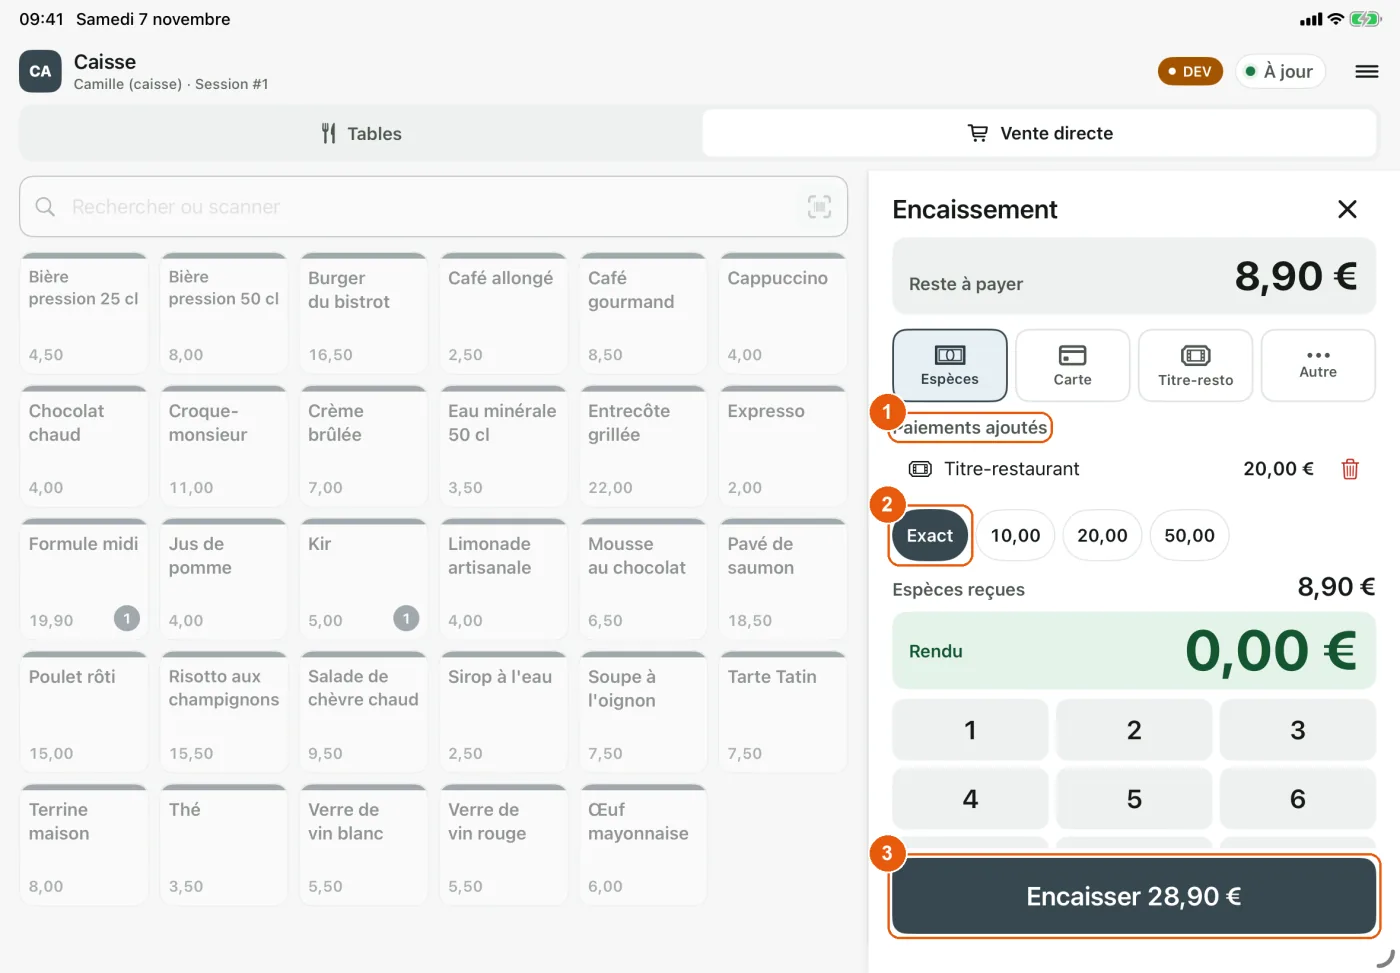 09:41 Samedi 7 novembre
CA
Caisse
Camille (caisse) · Session #1
DEV
À jour
Tables
Vente directe
Rechercher ou scanner
Bière pression 25 cl
4,50
Bière pression 50 cl
8,00
Burger du bistrot
16,50
Café allongé
2,50
Café gourmand
8,50
Cappuccino
4,00
Chocolat chaud
4,00
Croque-monsieur
11,00
Crème brûlée
7,00
Eau minérale 50 cl
3,50
Entrecôte grillée
22,00
Expresso
2,00
Formule midi
19,90
1
Jus de pomme
4,00
Kir
5,00
1
Limonade artisanale
4,00
Mousse au chocolat
6,50
Pavé de saumon
18,50
Poulet rôti
15,00
Risotto aux champignons
15,50
Salade de chèvre chaud
9,50
Sirop à l'eau
2,50
Soupe à l'oignon
7,50
Tarte Tatin
7,50
Terrine maison
8,00
Thé
3,50
Verre de vin blanc
5,50
Verre de vin rouge
5,50
Œuf mayonnaise
6,00
Encaissement
Reste à payer
8,90 €
Espèces
Carte
Titre-resto
Autre
1
Paiements ajoutés
Titre-restaurant
20,00 €
2
Exact
10,00
20,00
50,00
Espèces reçues
8,90 €
Rendu
0,00 €
1
2
3
4
5
6
3
Encaisser 28,90 €